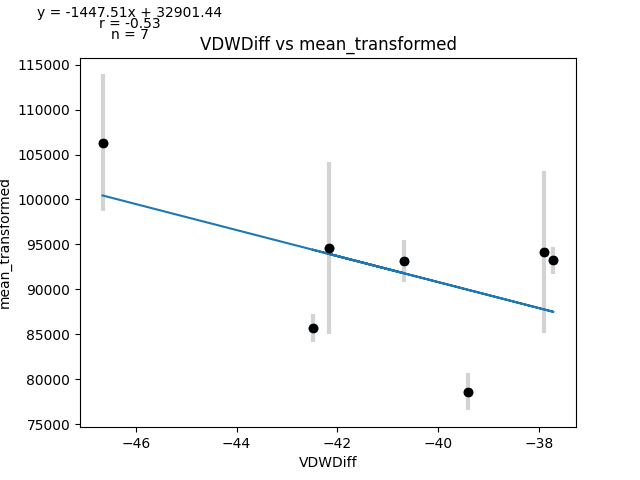 y = -1447.51x + 32901.44
r = -0.53
n = 7
VDWDiff vs mean_transformed
115000
110000
105000
100000
95000
90000
85000
80000
75000
mean_transformed
−46
−44
−42
−40
−38
VDWDiff